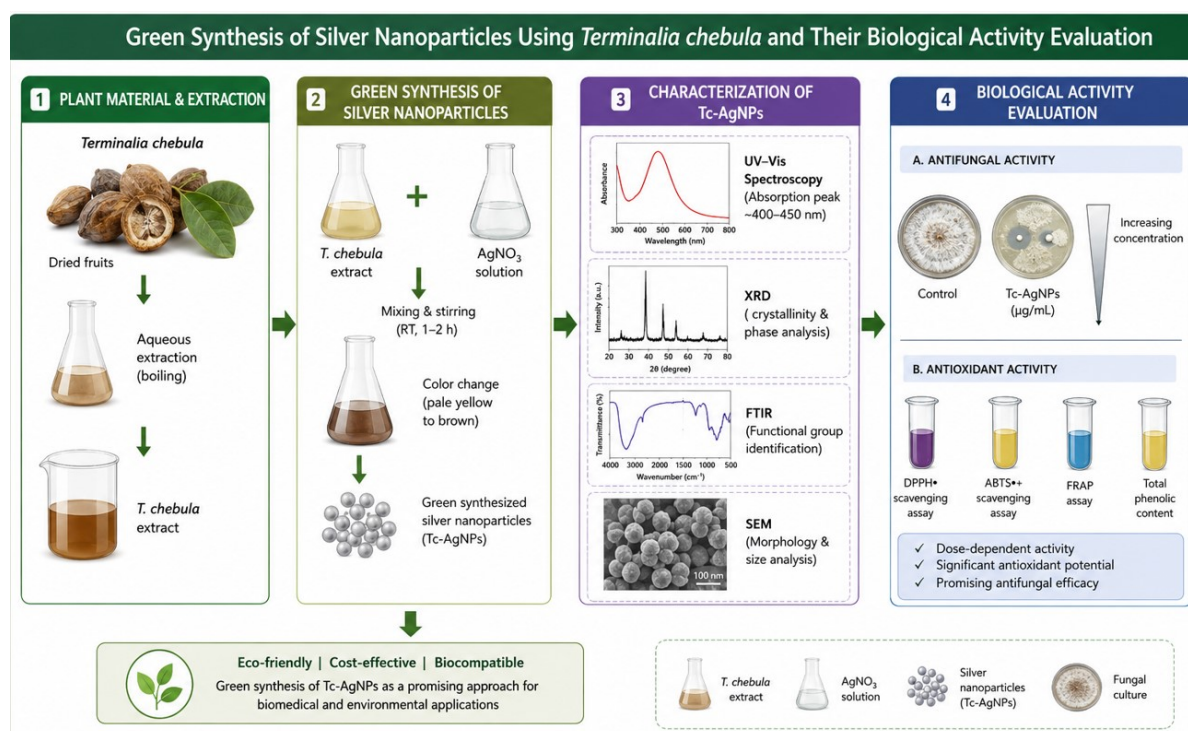 Green Synthesis of Silver Nanoparticles Using Terminalia chebula and Their Biological Activity Evaluation
1 PLANT MATERIAL & EXTRACTION
Terminalia chebula
Dried fruits
Aqueous
extraction
(boiling)
T. chebula
extract
2 GREEN SYNTHESIS OF
SILVER NANOPARTICLES
+
T. chebula
extract
AgNO₃
solution
Mixing & stirring
(RT, 1–2 h)
Color change
(pale yellow
to brown)
Green synthesized
silver nanoparticles
(Tc-AgNPs)
3 CHARACTERIZATION OF
Tc-AgNPs
Absorbance
300 400 500 600 700 800
Wavelength (nm)
UV–Vis
Spectroscopy
(Absorption peak
~400–450 nm)
Intensity (a.u.)
20 30 40 50 60 70 80
2θ (degree)
XRD
( crystallinity &
phase analysis)
Transmittance (%)
4000 3000 2000 1500 1000 500
Wavenumber (cm⁻¹)
FTIR
(Functional group
identification)
100 nm
SEM
(Morphology &
size analysis)
4 BIOLOGICAL ACTIVITY
EVALUATION
A. ANTIFUNGAL ACTIVITY
Control
Tc-AgNPs
(µg/mL)
Increasing
concentration
B. ANTIOXIDANT ACTIVITY
DPPH•
scavenging
assay
ABTS•+
scavenging
assay
FRAP
assay
Total
phenolic
content
✓ Dose-dependent activity
✓ Significant antioxidant potential
✓ Promising antifungal efficacy
Eco-friendly | Cost-effective | Biocompatible
Green synthesis of Tc-AgNPs as a promising approach for
biomedical and environmental applications
T. chebula
extract
AgNO₃
solution
Silver
nanoparticles
(Tc-AgNPs)
Fungal
culture